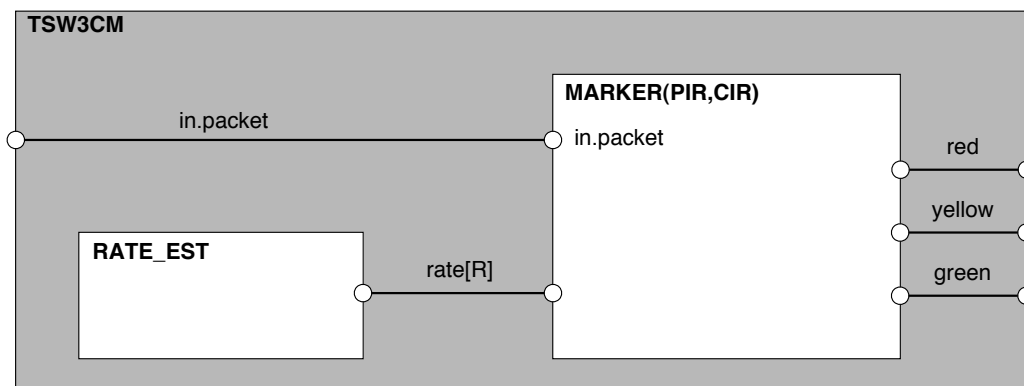 TSW3CM
MARKER(PIR,CIR)
in.packet
in.packet
red
yellow
RATE_EST
rate[R]
green